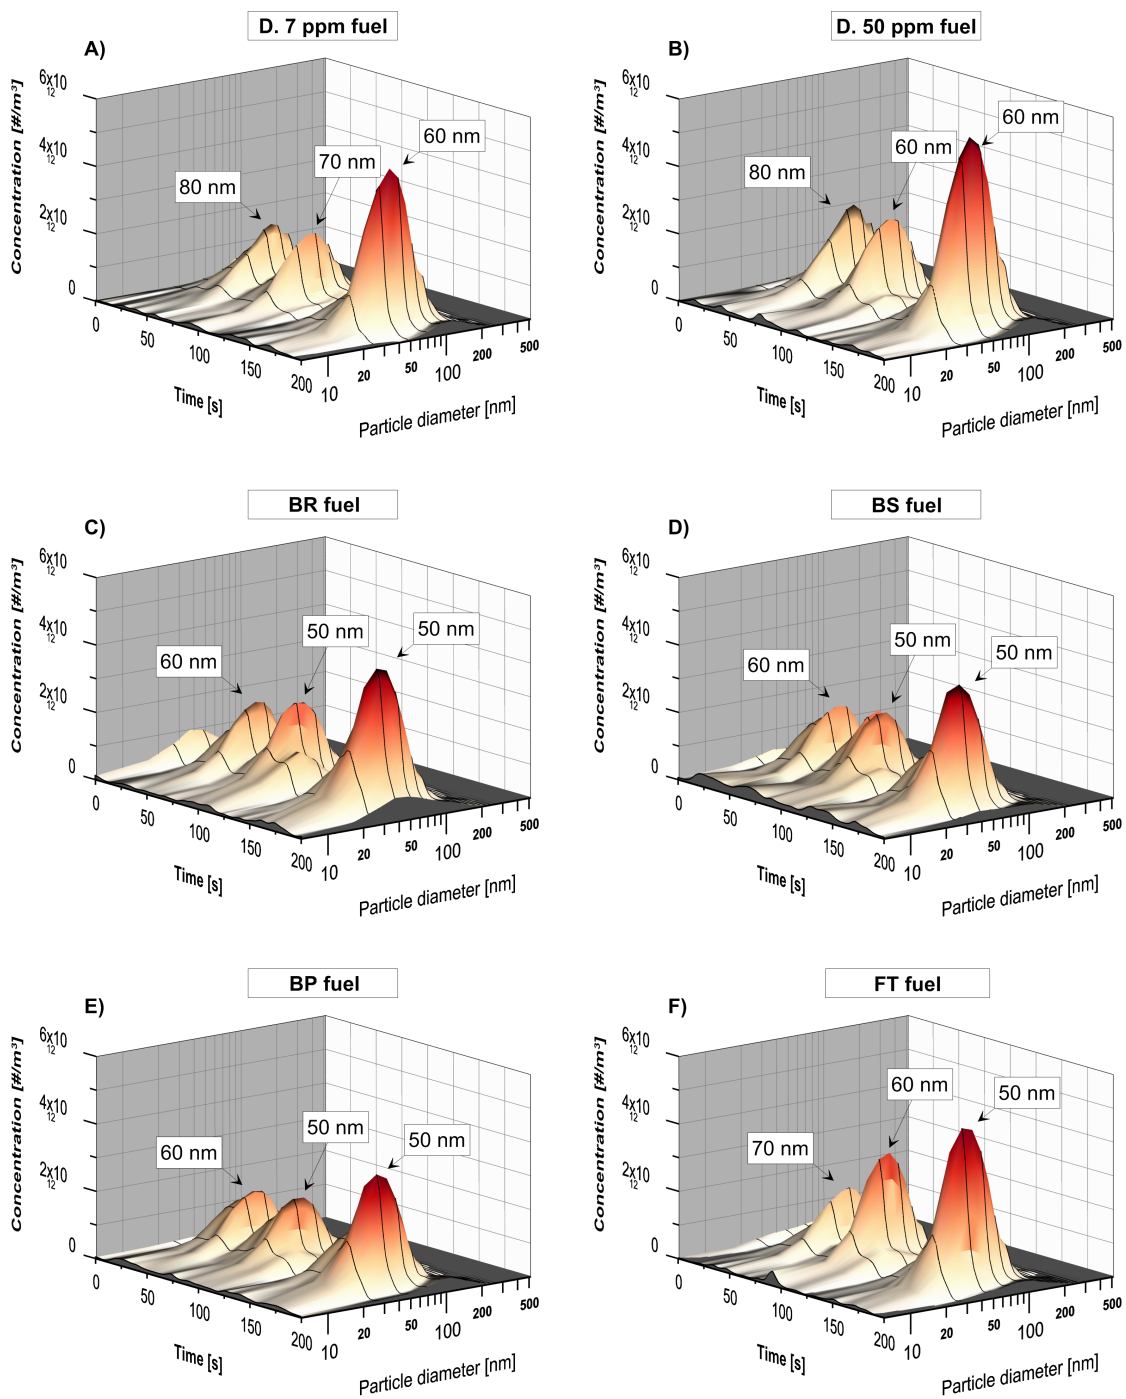 D. 7 ppm fuel
A)
Concentration [#/m³]
6x10
12
4x10
12
2x10
12
0
80 nm
70 nm
60 nm
0
50
100
150
200
Time [s]
10
20
50
100
200
500
Particle diameter [nm]
D. 50 ppm fuel
B)
Concentration [#/m³]
6x10
12
4x10
12
2x10
12
0
80 nm
60 nm
60 nm
0
50
100
150
200
Time [s]
10
20
50
100
200
500
Particle diameter [nm]
BR fuel
C)
Concentration [#/m³]
6x10
12
4x10
12
2x10
12
0
60 nm
50 nm
50 nm
0
50
100
150
200
Time [s]
10
20
50
100
200
500
Particle diameter [nm]
BS fuel
D)
Concentration [#/m³]
6x10
12
4x10
12
2x10
12
0
60 nm
50 nm
50 nm
0
50
100
150
200
Time [s]
10
20
50
100
200
500
Particle diameter [nm]
BP fuel
E)
Concentration [#/m³]
6x10
12
4x10
12
2x10
12
0
60 nm
50 nm
50 nm
0
50
100
150
200
Time [s]
10
20
50
100
200
500
Particle diameter [nm]
FT fuel
F)
Concentration [#/m³]
6x10
12
4x10
12
2x10
12
0
70 nm
60 nm
50 nm
0
50
100
150
200
Time [s]
10
20
50
100
200
500
Particle diameter [nm]